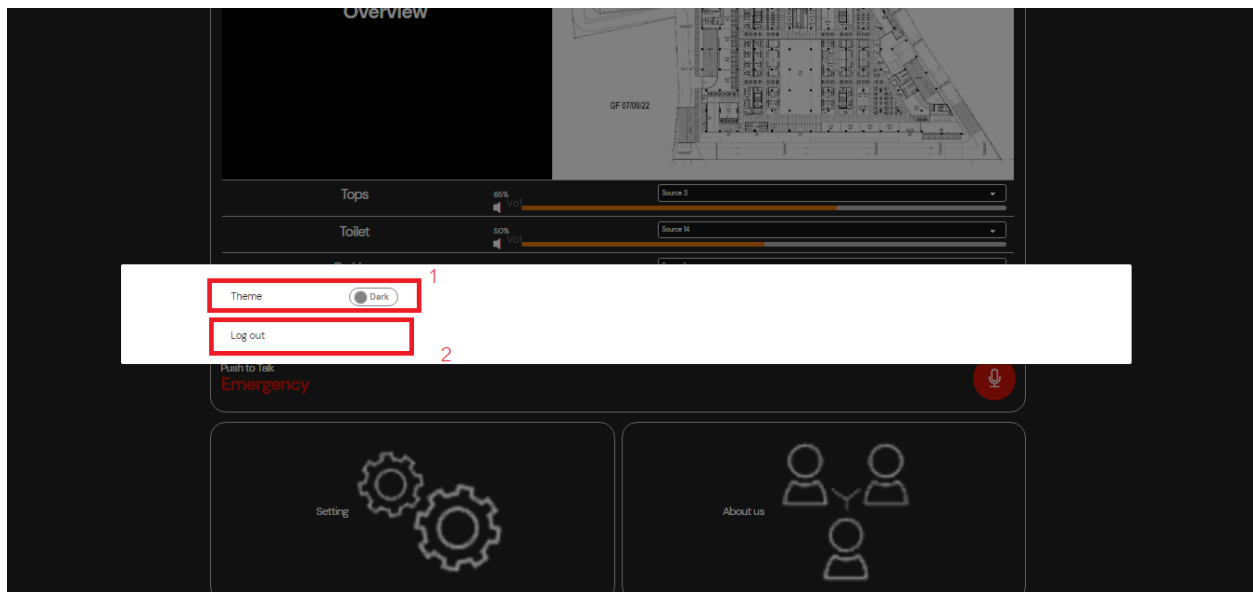 Overview
GF 07/09/22
Tops
65%
Vol
Source 3
Toilet
50%
Vol
Source 14
1
Theme
Dark
Log out
2
Push to Talk
Emergency
Setting
About us